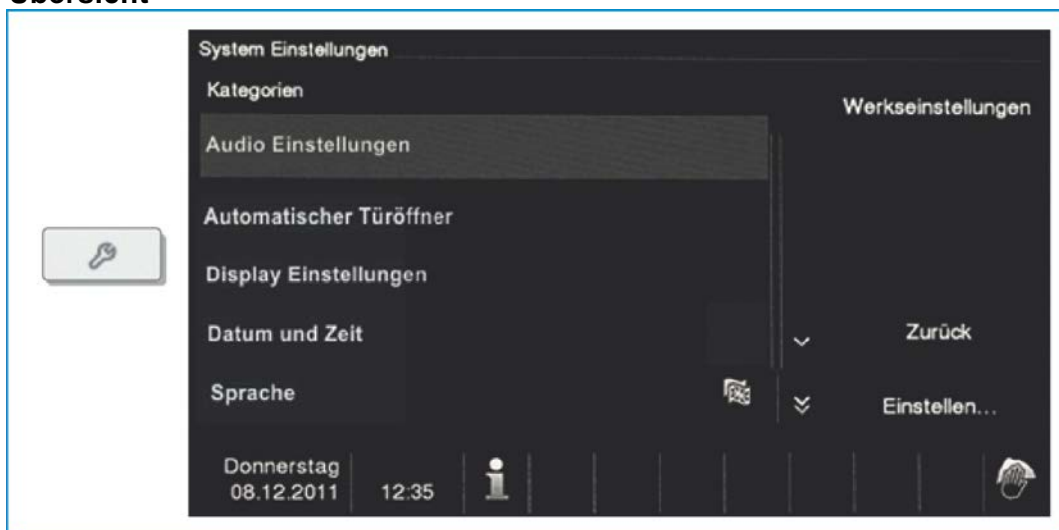 Übersicht
System Einstellungen
Kategorien
Werkseinstellungen
Audio Einstellungen
Automatischer Türöffner
Display Einstellungen
Datum und Zeit
Zurück
Sprache
Einstellen...
Donnerstag
08.12.2011 12:35